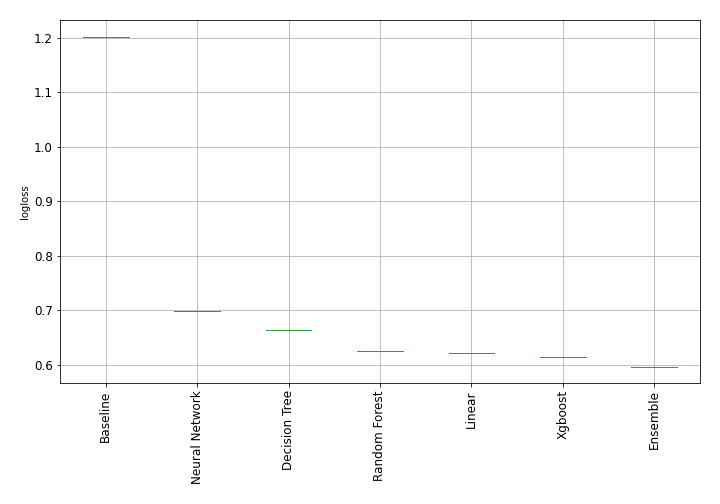 1.2
1.1
1.0
0.9
0.8
0.7
0.6
logloss
Baseline
Neural Network
Decision Tree
Random Forest
Linear
Xgboost
Ensemble